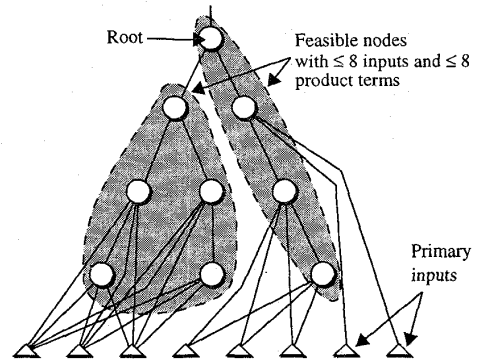 Root
Feasible nodes
with ≤ 8 inputs and ≤ 8
product terms
Primary
inputs